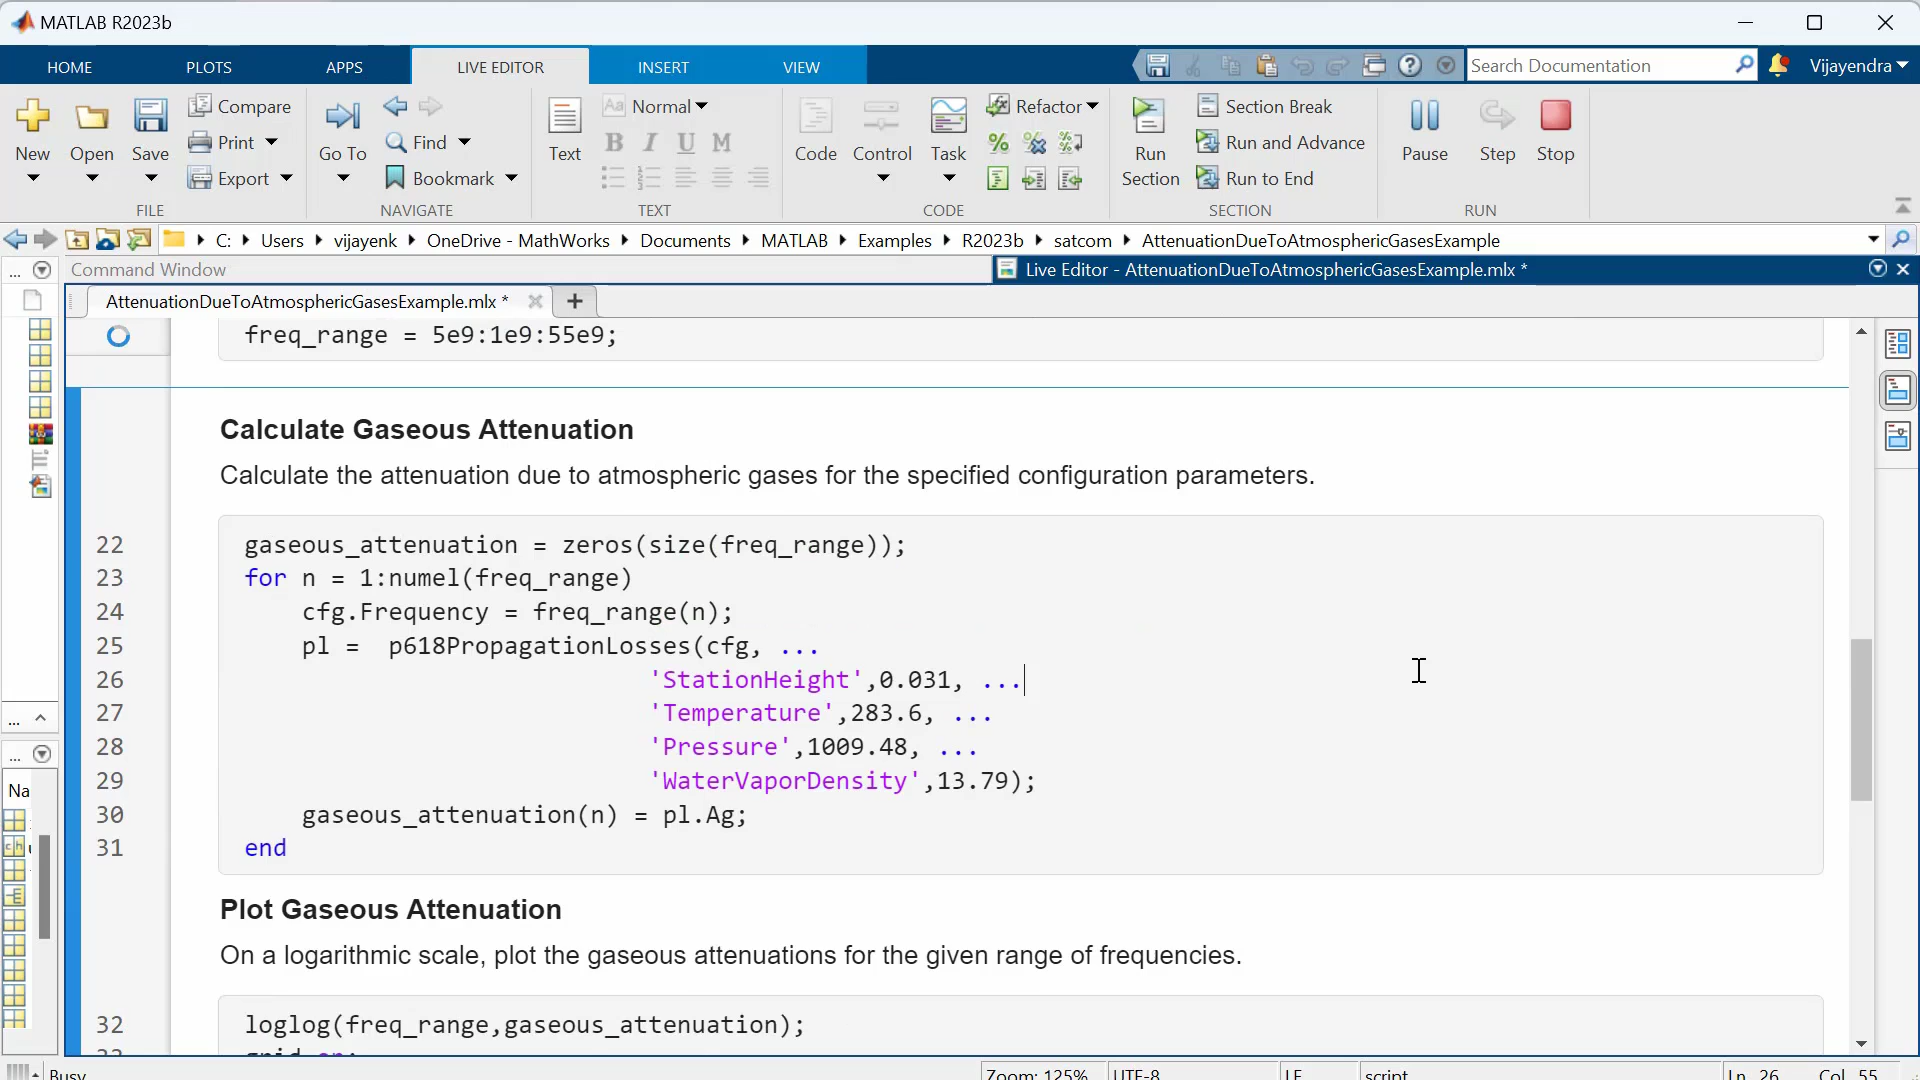 MATLAB R2023b
HOME PLOTS APPS LIVE EDITOR INSERT VIEW Search Documentation Vijayendra
New Open Save Compare Print Export Go To Find Bookmark Text Normal B I U M Code Control Task Refactor Run Section Section Break Run and Advance Run to End Pause Step Stop
FILE NAVIGATE TEXT CODE SECTION RUN
C: Users vijayenk OneDrive - MathWorks Documents MATLAB Examples R2023b satcom AttenuationDueToAtmosphericGasesExample
... Command Window Live Editor - AttenuationDueToAtmosphericGasesExample.mlx *
AttenuationDueToAtmosphericGasesExample.mlx *
freq_range = 5e9:1e9:55e9;
Calculate Gaseous Attenuation
Calculate the attenuation due to atmospheric gases for the specified configuration parameters.
22 gaseous_attenuation = zeros(size(freq_range));
23 for n = 1:numel(freq_range)
24 cfg.Frequency = freq_range(n);
25 pl = p618PropagationLosses(cfg, ...
26 'StationHeight',0.031, ...
27 'Temperature',283.6, ...
28 'Pressure',1009.48, ...
29 'WaterVaporDensity',13.79);
30 gaseous_attenuation(n) = pl.Ag;
31 end
... 
...
Na
Plot Gaseous Attenuation
On a logarithmic scale, plot the gaseous attenuations for the given range of frequencies.
32 loglog(freq_range,gaseous_attenuation);
33 grid on;
Busy Zoom: 125% UTF-8 LF script Ln 26 Col 55